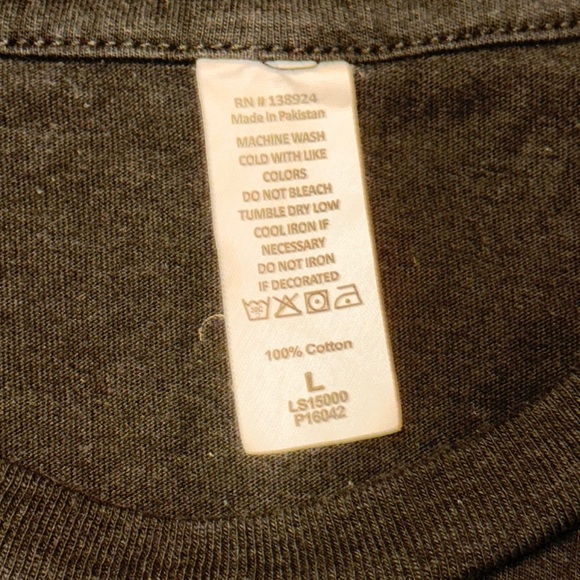 RN # 138924
Made in Pakistan
MACHINE WASH
COLD WITH LIKE
COLORS
DO NOT BLEACH
TUMBLE DRY LOW
COOL IRON IF
NECESSARY
DO NOT IRON
IF DECORATED
100% Cotton
L
LS15000
P16042